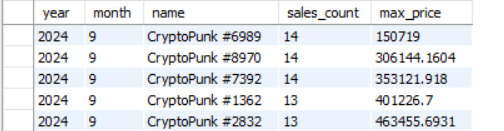 year month name sales_count max_price
2024 9 CryptoPunk #6989 14 150719
2024 9 CryptoPunk #8970 14 306144.1604
2024 9 CryptoPunk #7392 14 353121.918
2024 9 CryptoPunk #1362 13 401226.7
2024 9 CryptoPunk #2832 13 463455.6931